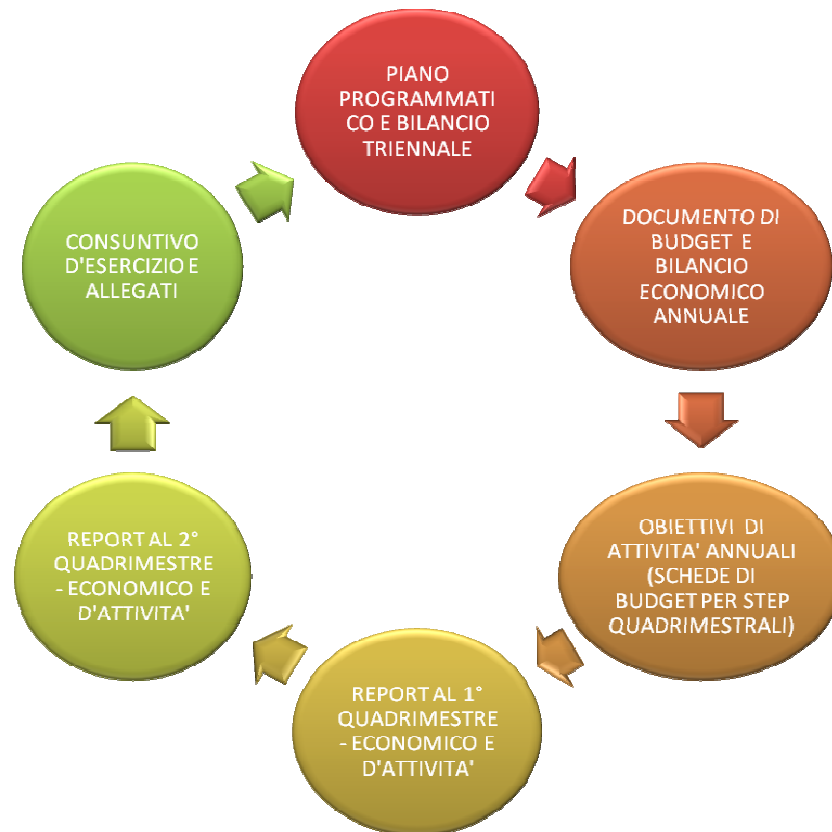 PIANO
PROGRAMMATI
CO E BILANCIO
TRIENNALE
DOCUMENTO DI
BUDGET E
BILANCIO
ECONOMICO
ANNUALE
OBIETTIVI DI
ATTIVITA' ANNUALI
(SCHEDE DI
BUDGET PER STEP
QUADRIMESTRALI)
REPORT AL 1°
QUADRIMESTRE
- ECONOMICO E
D'ATTIVITA'
REPORT AL 2°
QUADRIMESTRE
- ECONOMICO E
D'ATTIVITA'
CONSUNTIVO
D'ESERCIZIO E
ALLEGATI